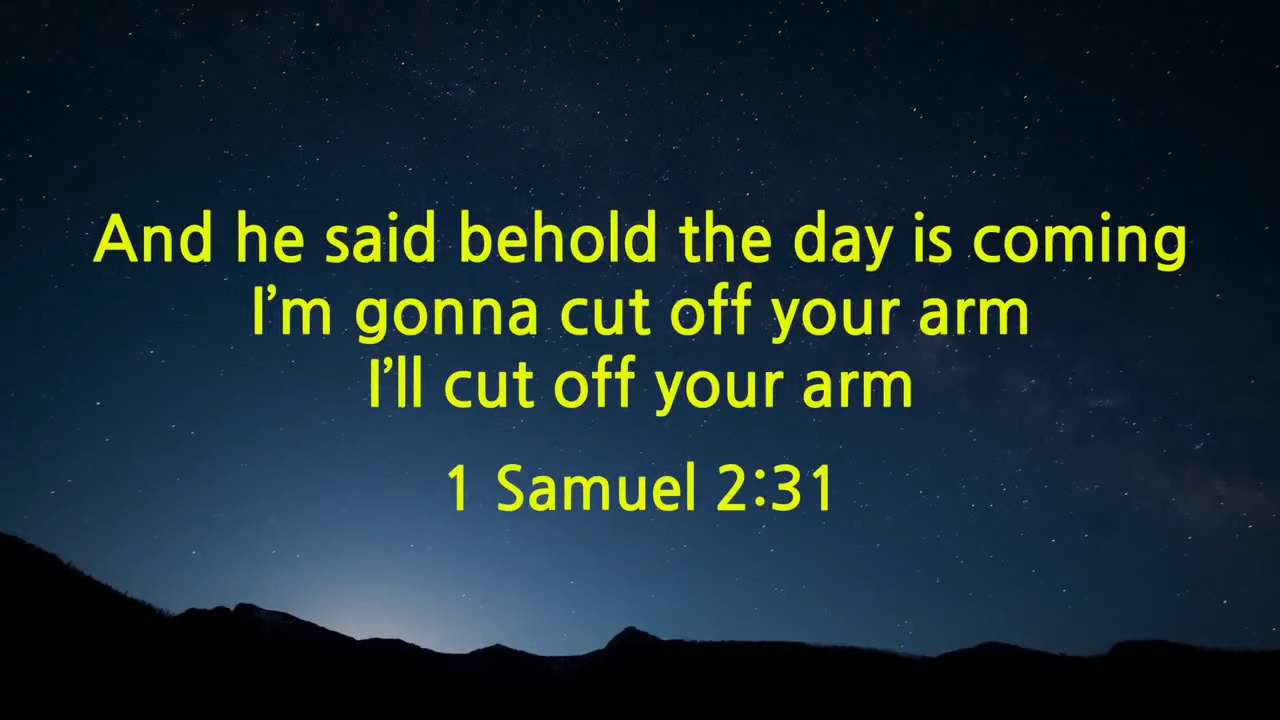 And he said behold the day is coming
I’m gonna cut off your arm
I’ll cut off your arm
1 Samuel 2:31